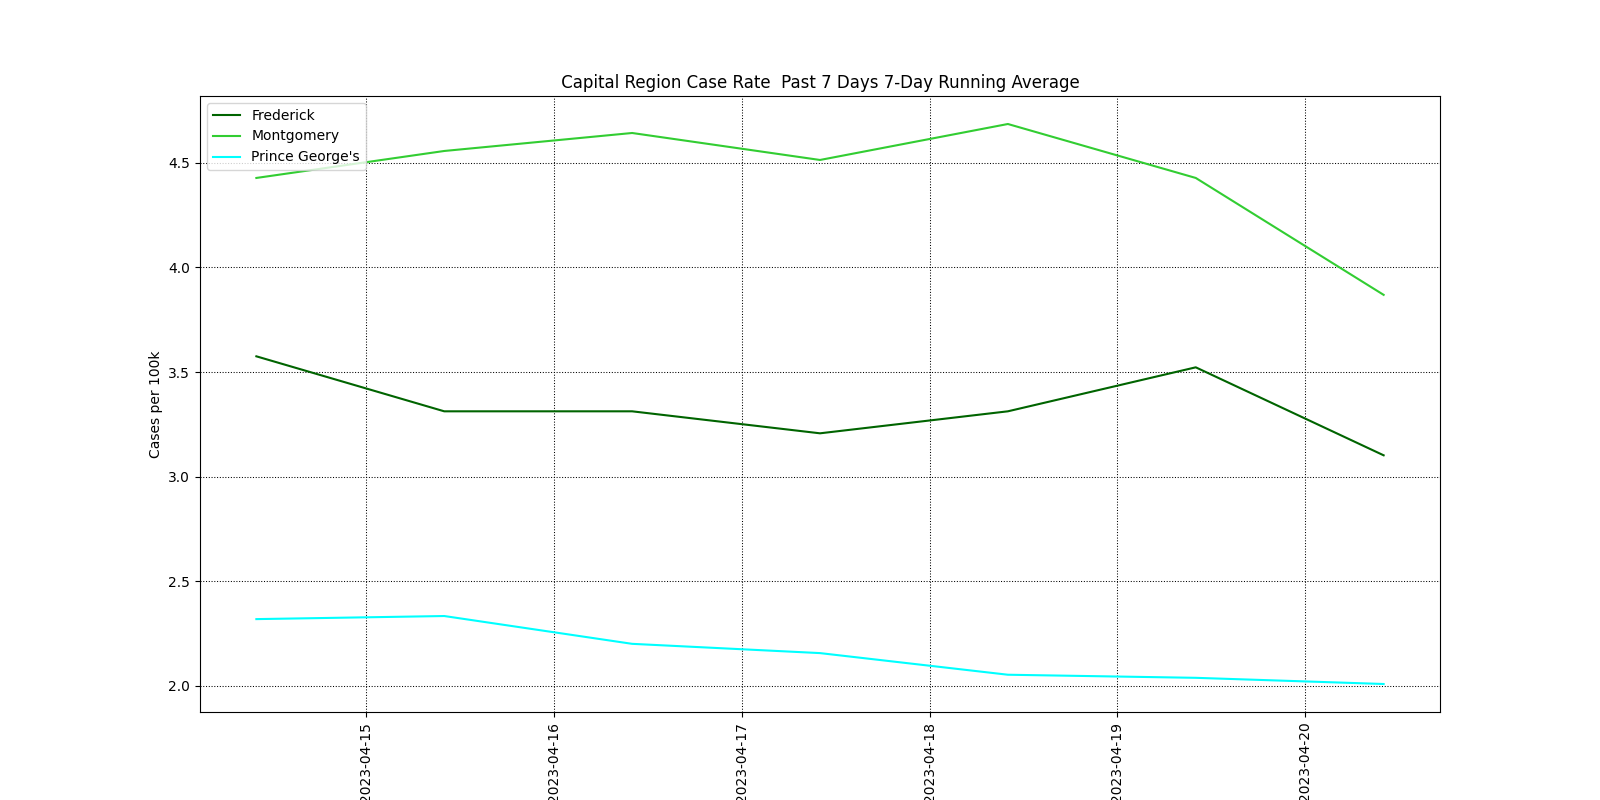 Capital Region Case Rate  Past 7 Days 7-Day Running Average
Frederick
Montgomery
Prince George's
Cases per 100k
4.5
4.0
3.5
3.0
2.5
2.0
2023-04-15
2023-04-16
2023-04-17
2023-04-18
2023-04-19
2023-04-20